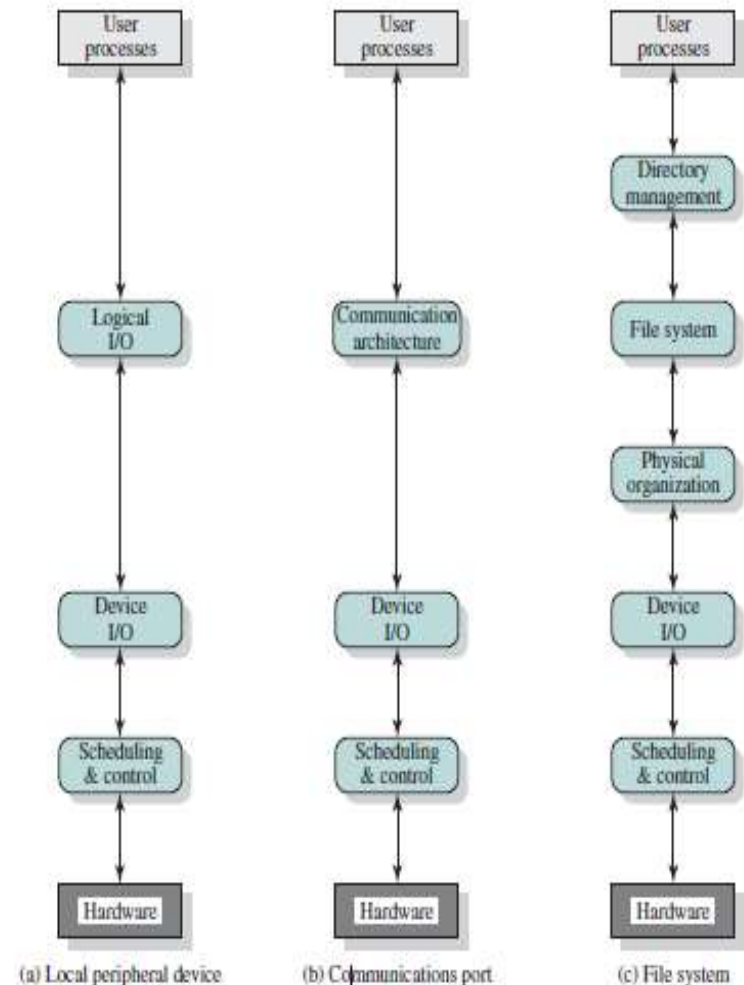 User
processes
Logical
I/O
Device
I/O
Scheduling
& control
Hardware
(a) Local peripheral device
User
processes
Communication
architecture
Device
I/O
Scheduling
& control
Hardware
(b) Communications port
User
processes
Directory
management
File system
Physical
organization
Device
I/O
Scheduling
& control
Hardware
(c) File system